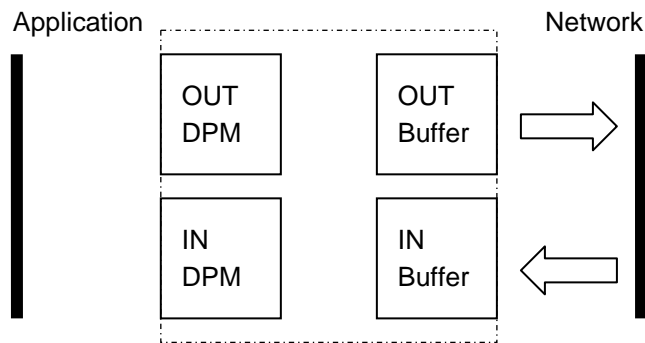 Application
Network
OUT
DPM
OUT
Buffer
IN
DPM
IN
Buffer